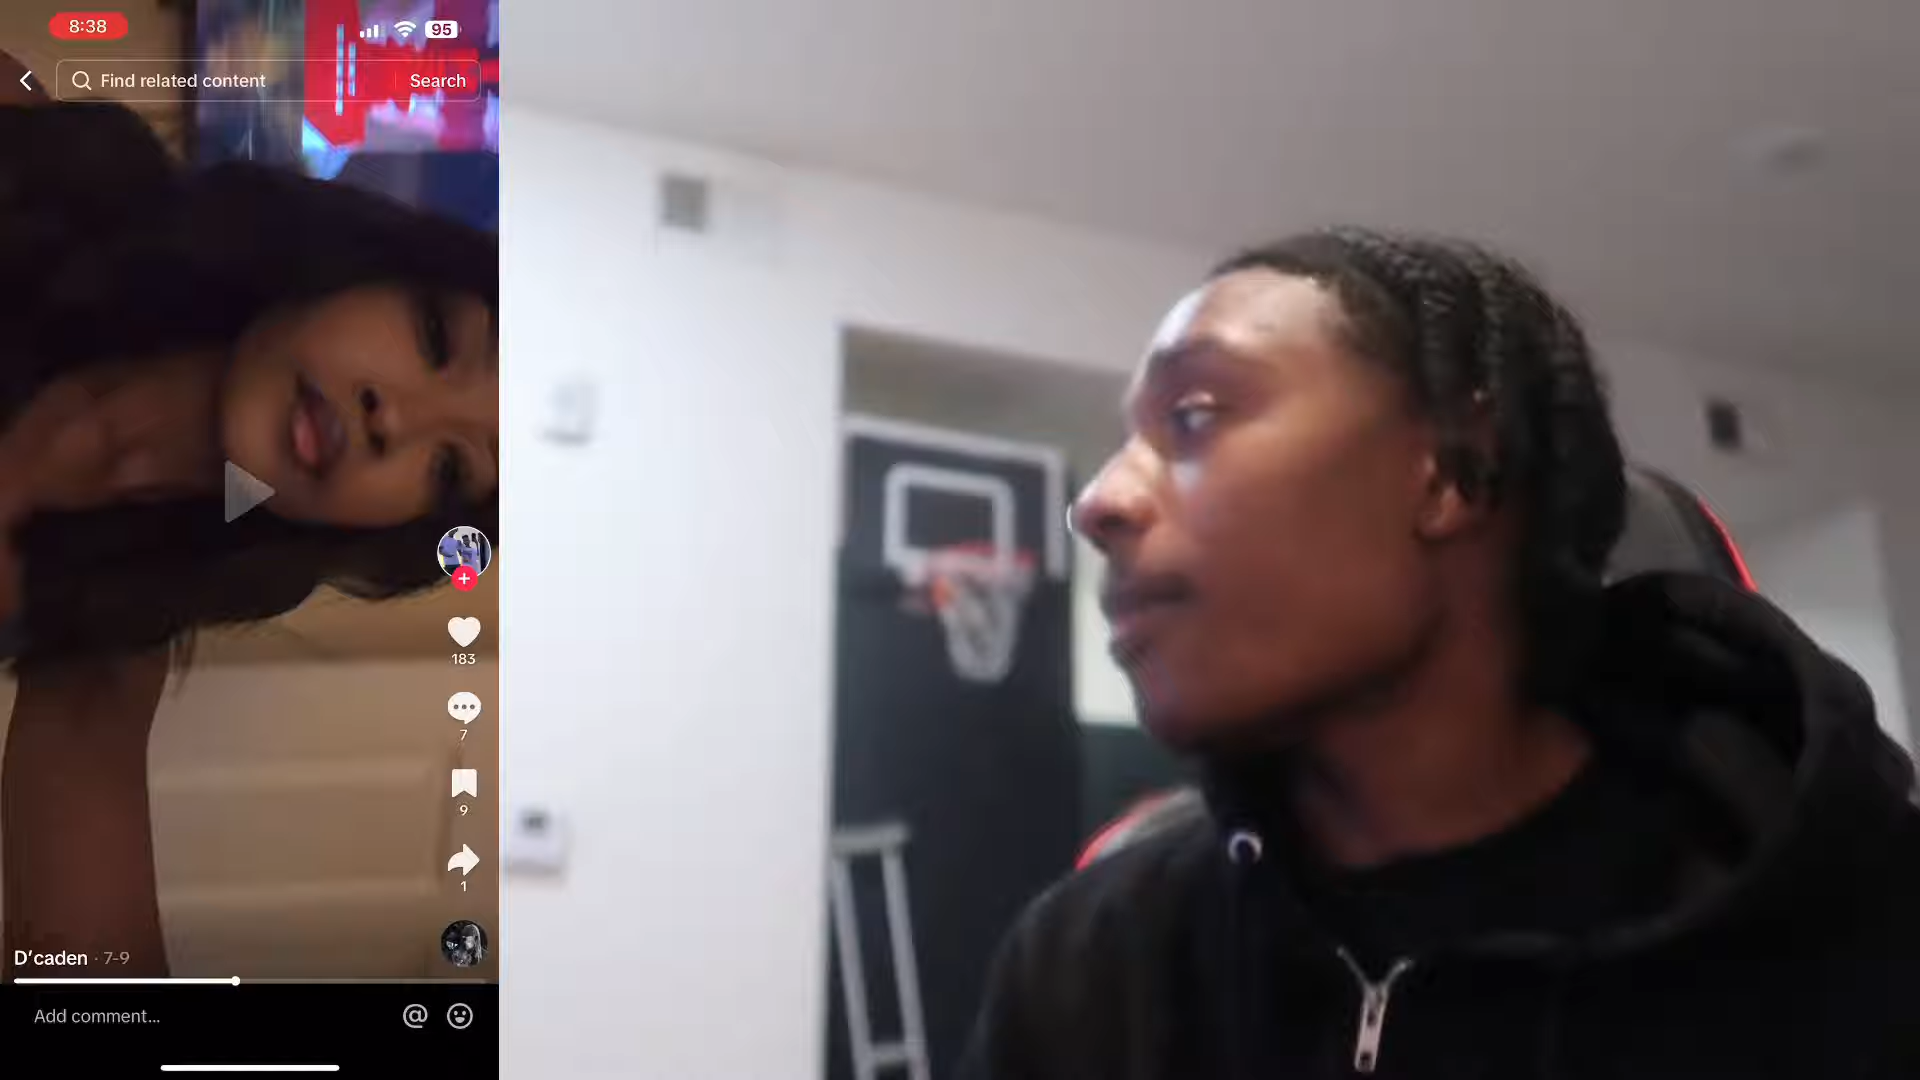 8:38
95
Find related content
Search
183
7
9
1
D'caden · 7-9
Add comment...